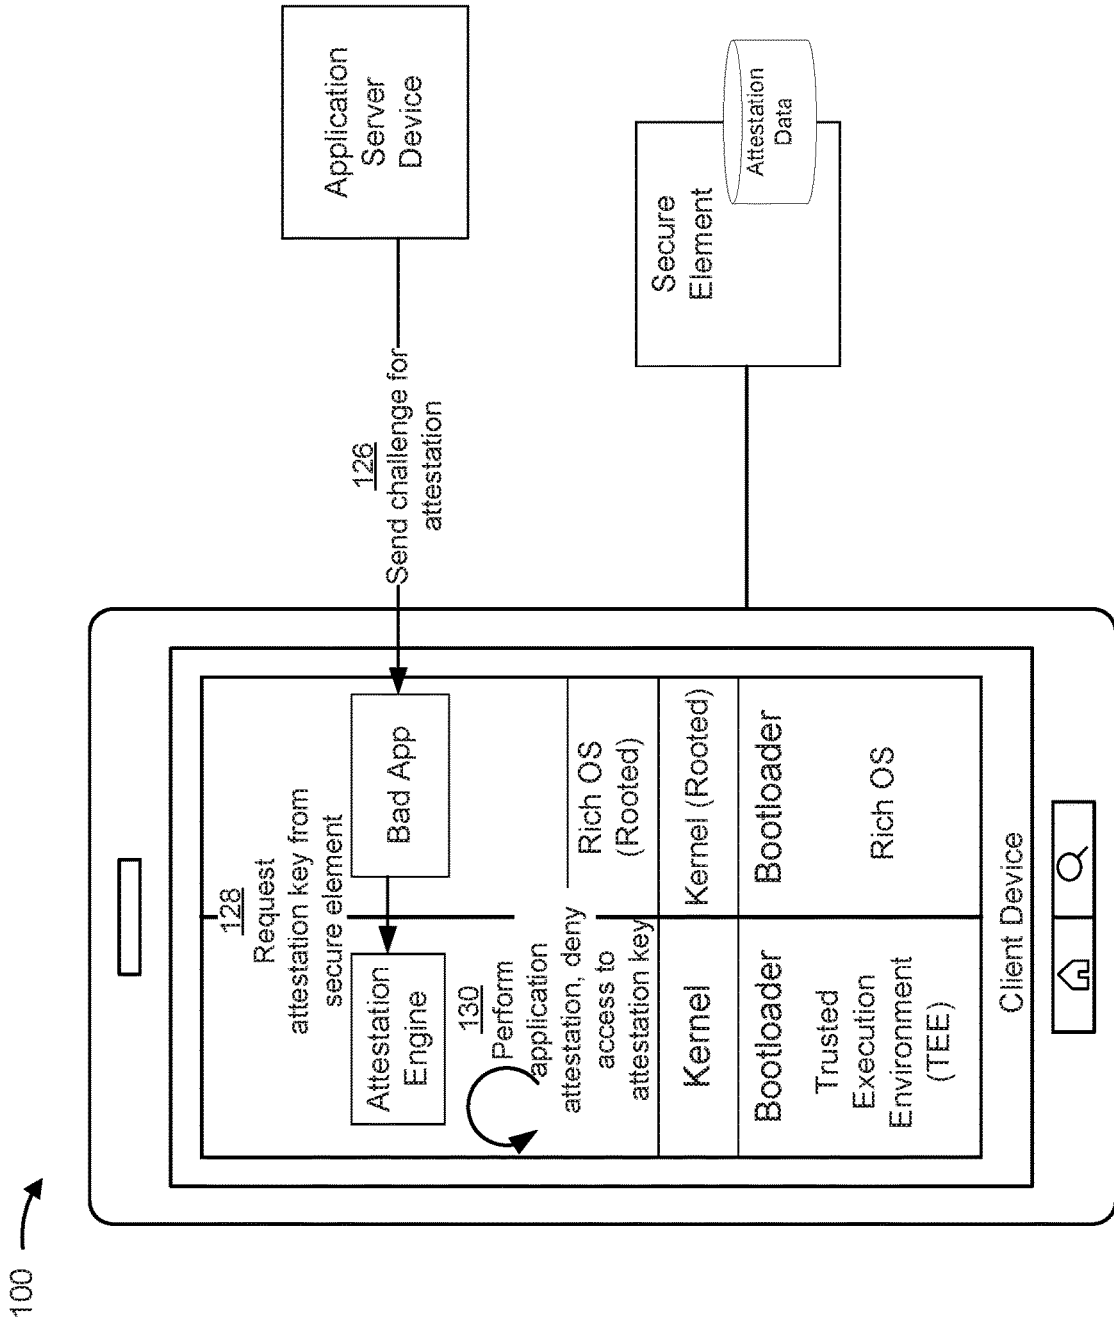 100
128
Request
attestation key from
secure element
Attestation
Engine
Bad App
130
Perform
application
attestation, deny
access to
attestation key
Rich OS
(Rooted)
Kernel
Kernel (Rooted)
Bootloader
Bootloader
Trusted
Execution
Environment
(TEE)
Rich OS
Client Device
126
Send challenge for
attestation
Application
Server
Device
Secure
Element
Attestation
Data